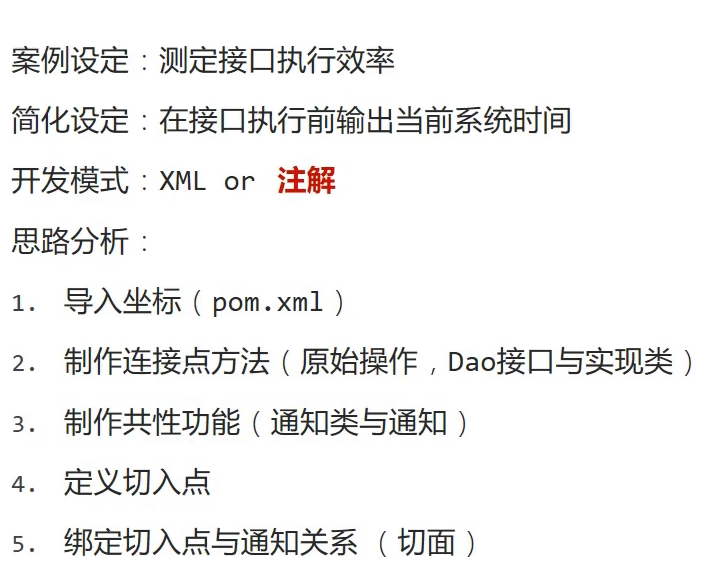 案例设定：测定接口执行效率
简化设定：在接口执行前输出当前系统时间
开发模式：XML or 注解
思路分析：
1. 导入坐标（pom.xml）
2. 制作连接点方法（原始操作，Dao接口与实现类）
3. 制作共性功能（通知类与通知）
4. 定义切入点
5. 绑定切入点与通知关系（切面）